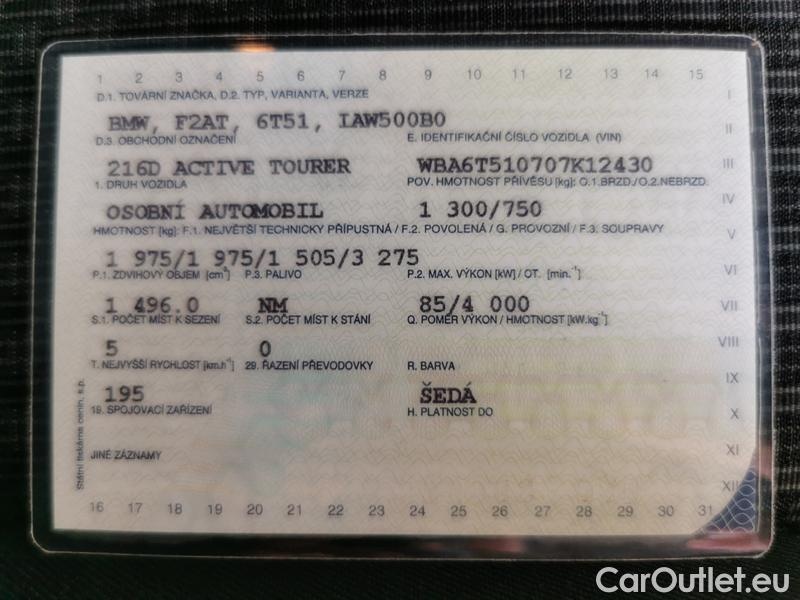 1 2 3 4 5 6 7 8 9 10 11 12 13 14 15
D.1. TOVÁRNÍ ZNAČKA, D.2. TYP, VARIANTA, VERZE I
BMW, F2AT, 6T51, IAW500B0
D.3. OBCHODNÍ OZNAČENÍ E. IDENTIFIKAČNÍ ČÍSLO VOZIDLA (VIN) II
216D ACTIVE TOURER WBA6T510707K12430 III
1. DRUH VOZIDLA POV. HMOTNOST PŘÍVĚSU [kg]: O.1.BRZD./O.2.NEBRZD.
OSOBNÍ AUTOMOBIL 1 300/750 IV
HMOTNOST [kg]: F.1. NEJVĚTŠÍ TECHNICKY PŘÍPUSTNÁ / F.2. POVOLENÁ / G. PROVOZNÍ / F.3. SOUPRAVY V
1 975/1 975/1 505/3 275
P.1. ZDVIHOVÝ OBJEM [cm³] P.3. PALIVO P.2. MAX. VÝKON [kW] / OT. [min.⁻¹] VI
1 496.0 NM 85/4 000 VII
S.1. POČET MÍST K SEZENÍ S.2. POČET MÍST K STÁNÍ Q. POMĚR VÝKON / HMOTNOST [kW.kg⁻¹]
5 0 VIII
T. NEJVYŠŠÍ RYCHLOST [km.h⁻¹] 29. ŘAZENÍ PŘEVODOVKY R. BARVA
195 ŠEDÁ IX
19. SPOJOVACÍ ZAŘÍZENÍ H. PLATNOST DO X
JINÉ ZÁZNAMY XI
XII
16 17 18 19 20 21 22 23 24 25 26 27 28 29 30 31
Státní tiskárna cenin, s.p.
CarOutlet.eu